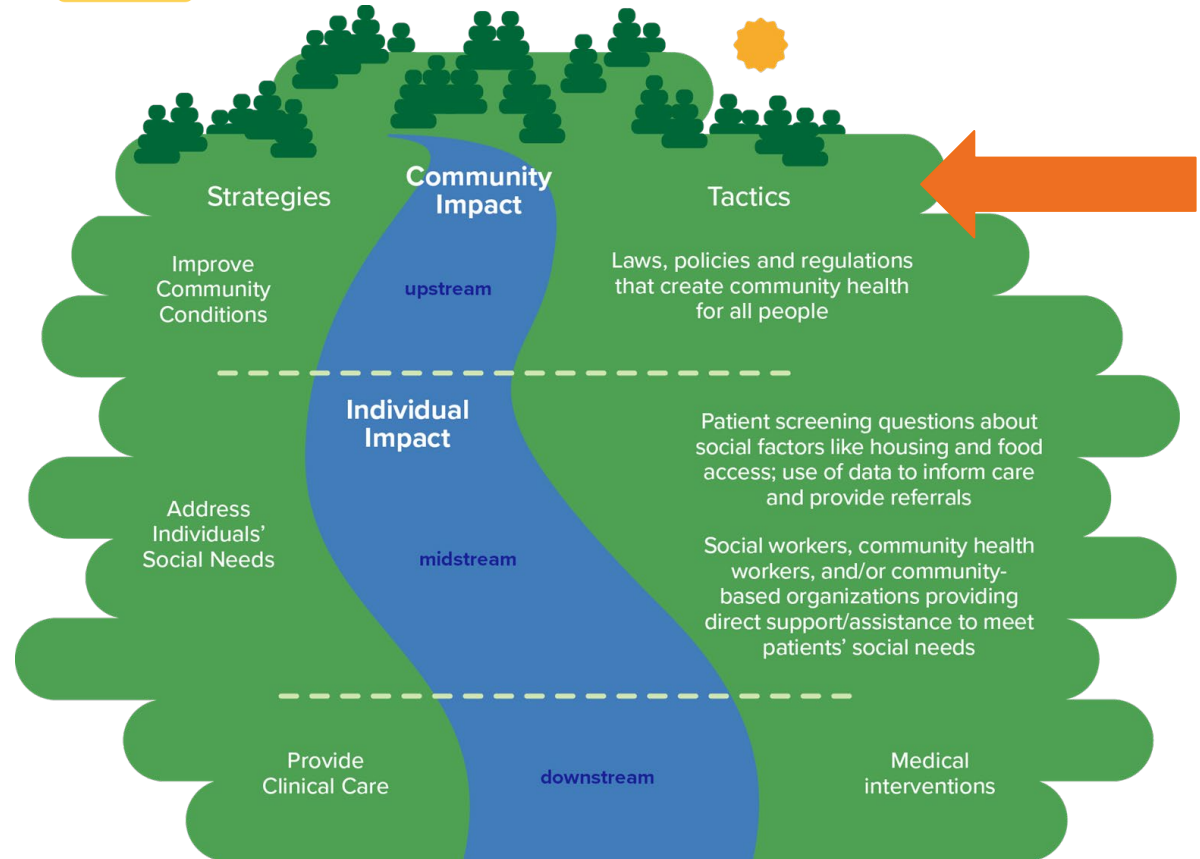 Strategies
Community
Impact
Tactics
Improve
Community
Conditions
upstream
Laws, policies and regulations
that create community health
for all people
Individual
Impact
Address
Individuals’
Social Needs
midstream
Patient screening questions about
social factors like housing and food
access; use of data to inform care
and provide referrals
Social workers, community health
workers, and/or community-
based organizations providing
direct support/assistance to meet
patients’ social needs
Provide
Clinical Care
downstream
Medical
interventions